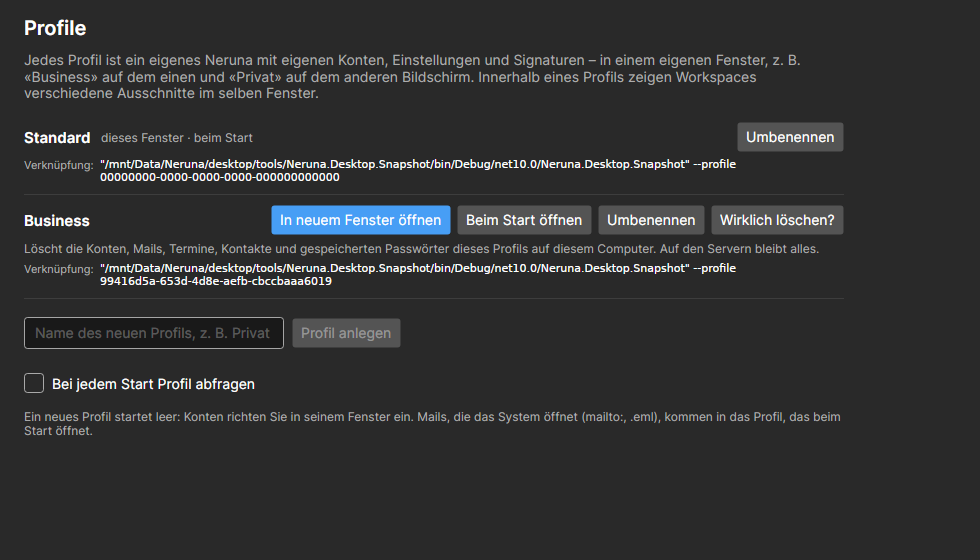 Profile
Jedes Profil ist ein eigenes Neruna mit eigenen Konten, Einstellungen und Signaturen – in einem eigenen Fenster, z. B.
«Business» auf dem einen und «Privat» auf dem anderen Bildschirm. Innerhalb eines Profils zeigen Workspaces
verschiedene Ausschnitte im selben Fenster.
Standard dieses Fenster · beim Start Umbenennen
Verknüpfung: "/mnt/Data/Neruna/desktop/tools/Neruna.Desktop.Snapshot/bin/Debug/net10.0/Neruna.Desktop.Snapshot" --profile
00000000-0000-0000-0000-000000000000
Business In neuem Fenster öffnen Beim Start öffnen Umbenennen Wirklich löschen?
Löscht die Konten, Mails, Termine, Kontakte und gespeicherten Passwörter dieses Profils auf diesem Computer. Auf den Servern bleibt alles.
Verknüpfung: "/mnt/Data/Neruna/desktop/tools/Neruna.Desktop.Snapshot/bin/Debug/net10.0/Neruna.Desktop.Snapshot" --profile
99416d5a-653d-4d8e-aefb-cbccbaaa6019
Name des neuen Profils, z. B. Privat Profil anlegen
Bei jedem Start Profil abfragen
Ein neues Profil startet leer: Konten richten Sie in seinem Fenster ein. Mails, die das System öffnet (mailto:, .eml), kommen in das Profil, das beim
Start öffnet.